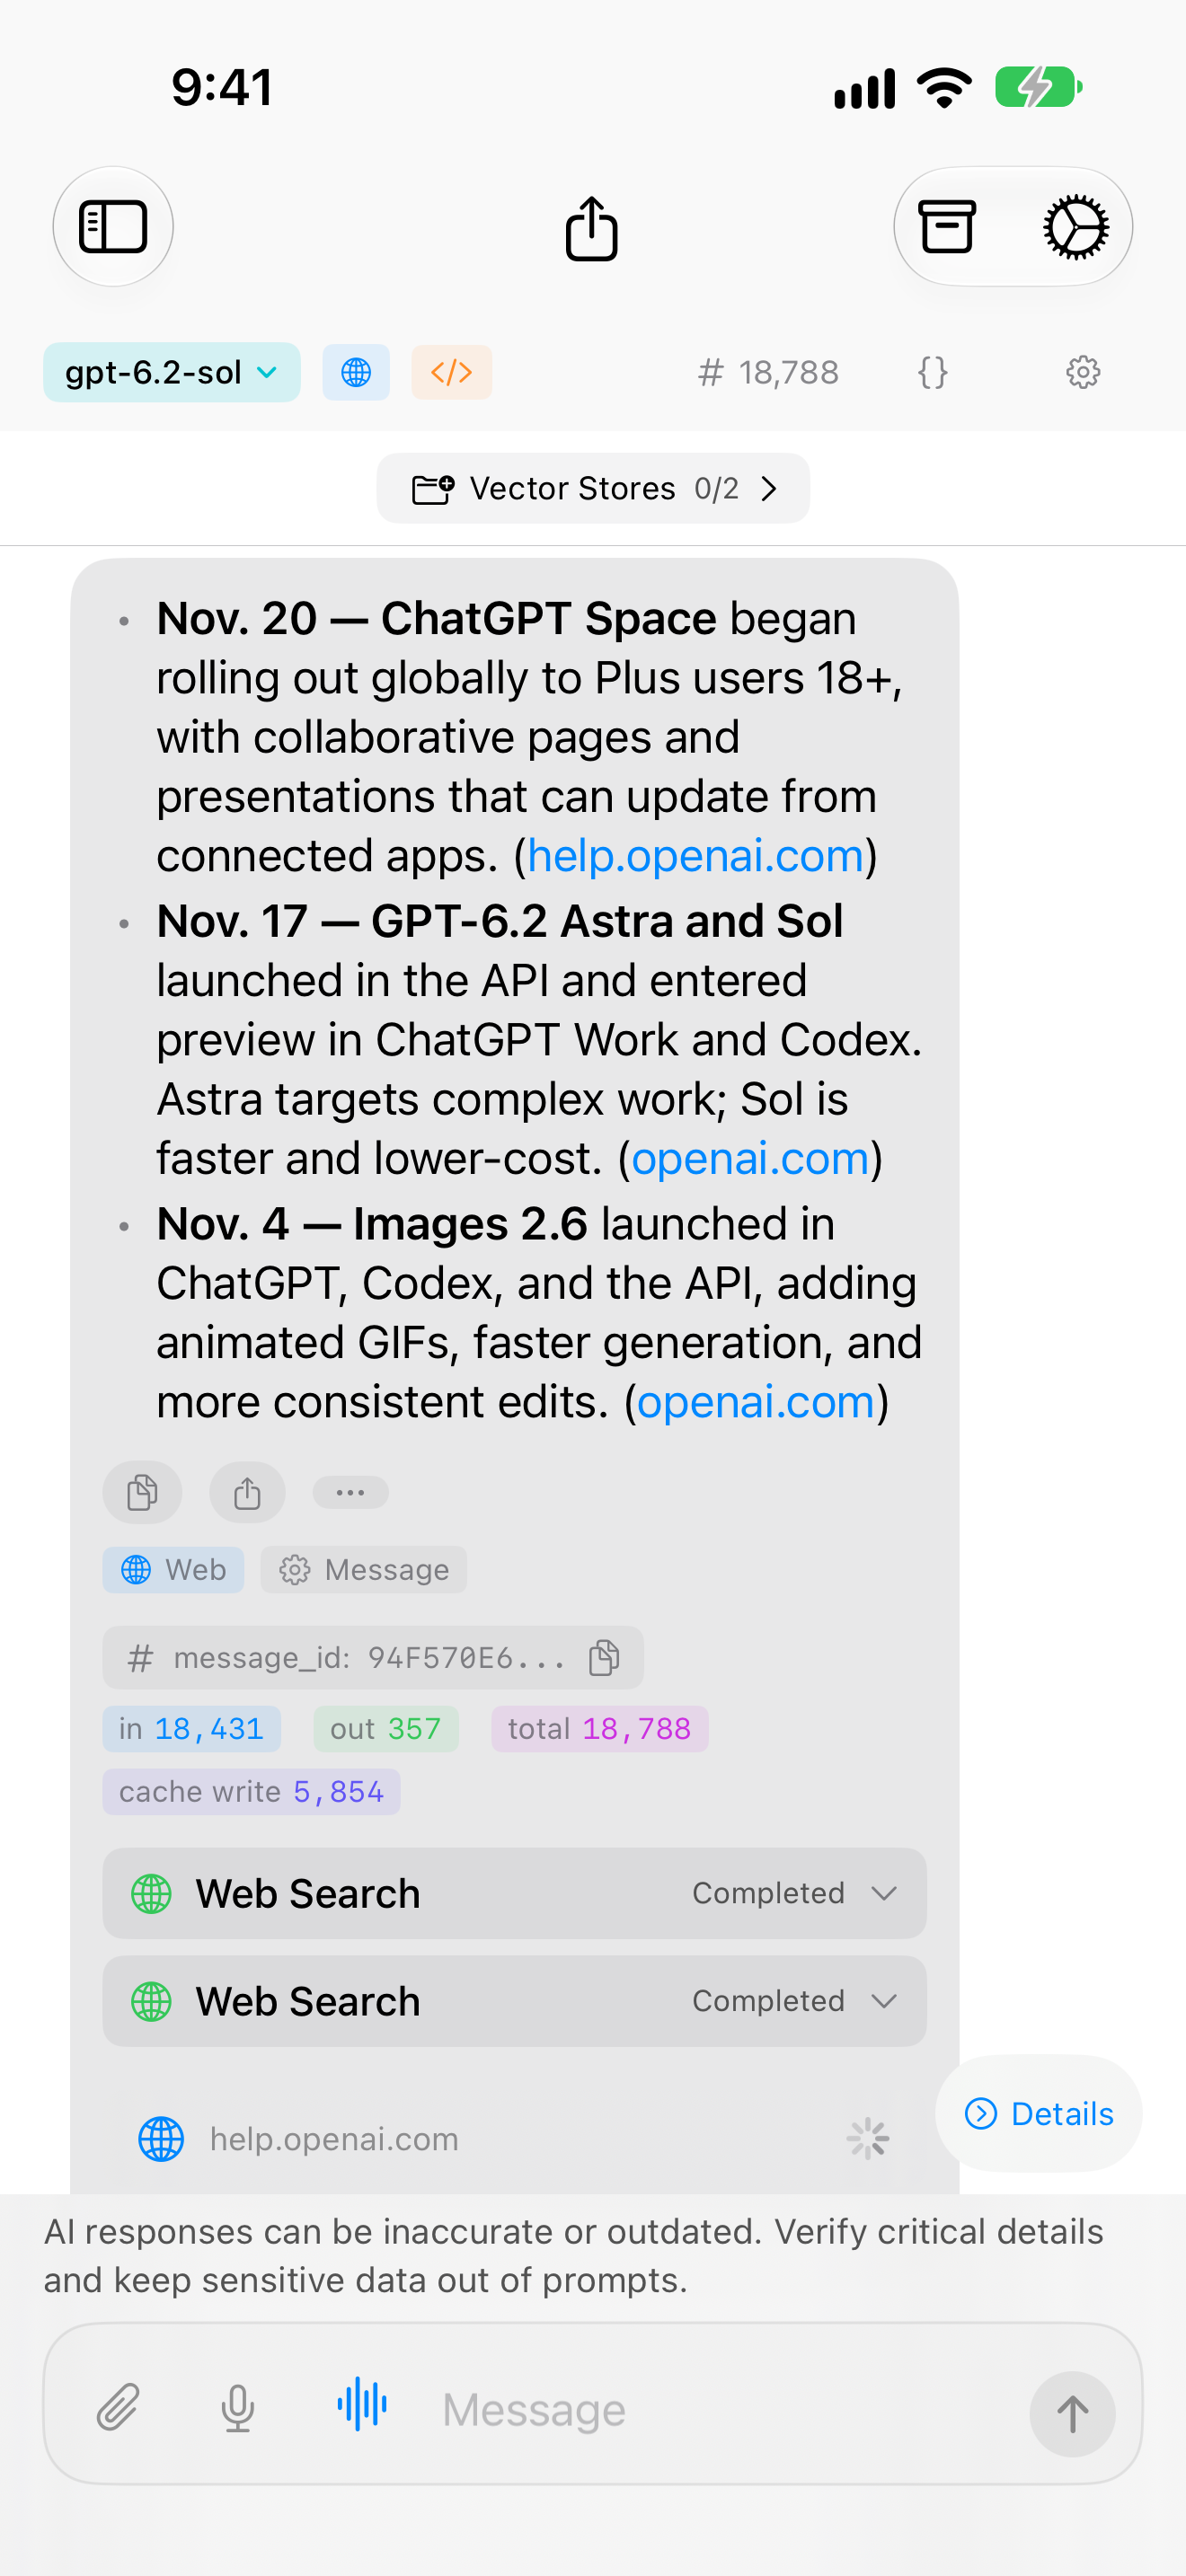 9:41
gpt-6.2-sol
</>
# 18,788
{}
Vector Stores 0/2
• Nov. 20 — ChatGPT Space began
rolling out globally to Plus users 18+,
with collaborative pages and
presentations that can update from
connected apps. (help.openai.com)
• Nov. 17 — GPT-6.2 Astra and Sol
launched in the API and entered
preview in ChatGPT Work and Codex.
Astra targets complex work; Sol is
faster and lower-cost. (openai.com)
• Nov. 4 — Images 2.6 launched in
ChatGPT, Codex, and the API, adding
animated GIFs, faster generation, and
more consistent edits. (openai.com)
Web Message
# message_id: 94F570E6...
in 18,431 out 357 total 18,788
cache write 5,854
Web Search Completed
Web Search Completed
help.openai.com
Details
AI responses can be inaccurate or outdated. Verify critical details
and keep sensitive data out of prompts.
Message